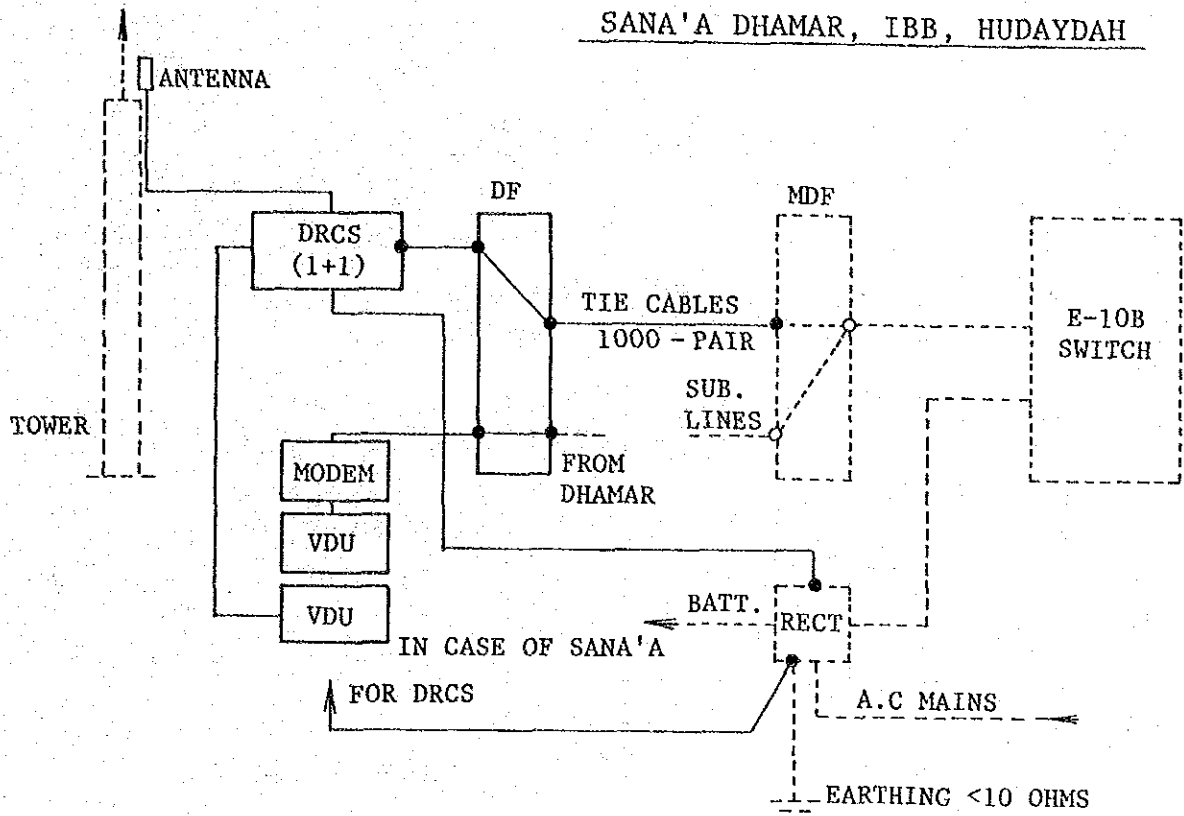 SANA'A DHAMAR, IBB, HUDAYDAH
ANTENNA
DF
MDF
DRCS
(1+1)
TIE CABLES
1000-PAIR
E-10B
SWITCH
SUB.
LINES
TOWER
MODEM
FROM
DHAMAR
VDU
VDU
BATT.
RECT
IN CASE OF SANA'A
FOR DRCS
A.C MAINS
EARTHING <10 OHMS